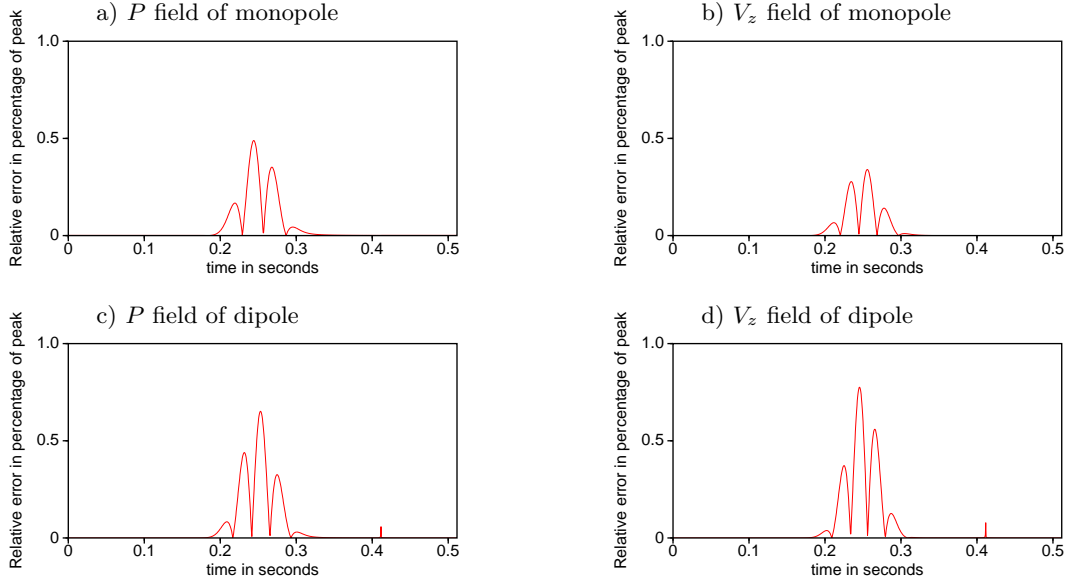 a) P field of monopole
Relative error in percentage of peak
1.0
0.5
0
0 0.1 0.2 0.3 0.4 0.5
time in seconds
b) V_z field of monopole
Relative error in percentage of peak
1.0
0.5
0
0 0.1 0.2 0.3 0.4 0.5
time in seconds
c) P field of dipole
Relative error in percentage of peak
1.0
0.5
0
0 0.1 0.2 0.3 0.4 0.5
time in seconds
d) V_z field of dipole
Relative error in percentage of peak
1.0
0.5
0
0 0.1 0.2 0.3 0.4 0.5
time in seconds